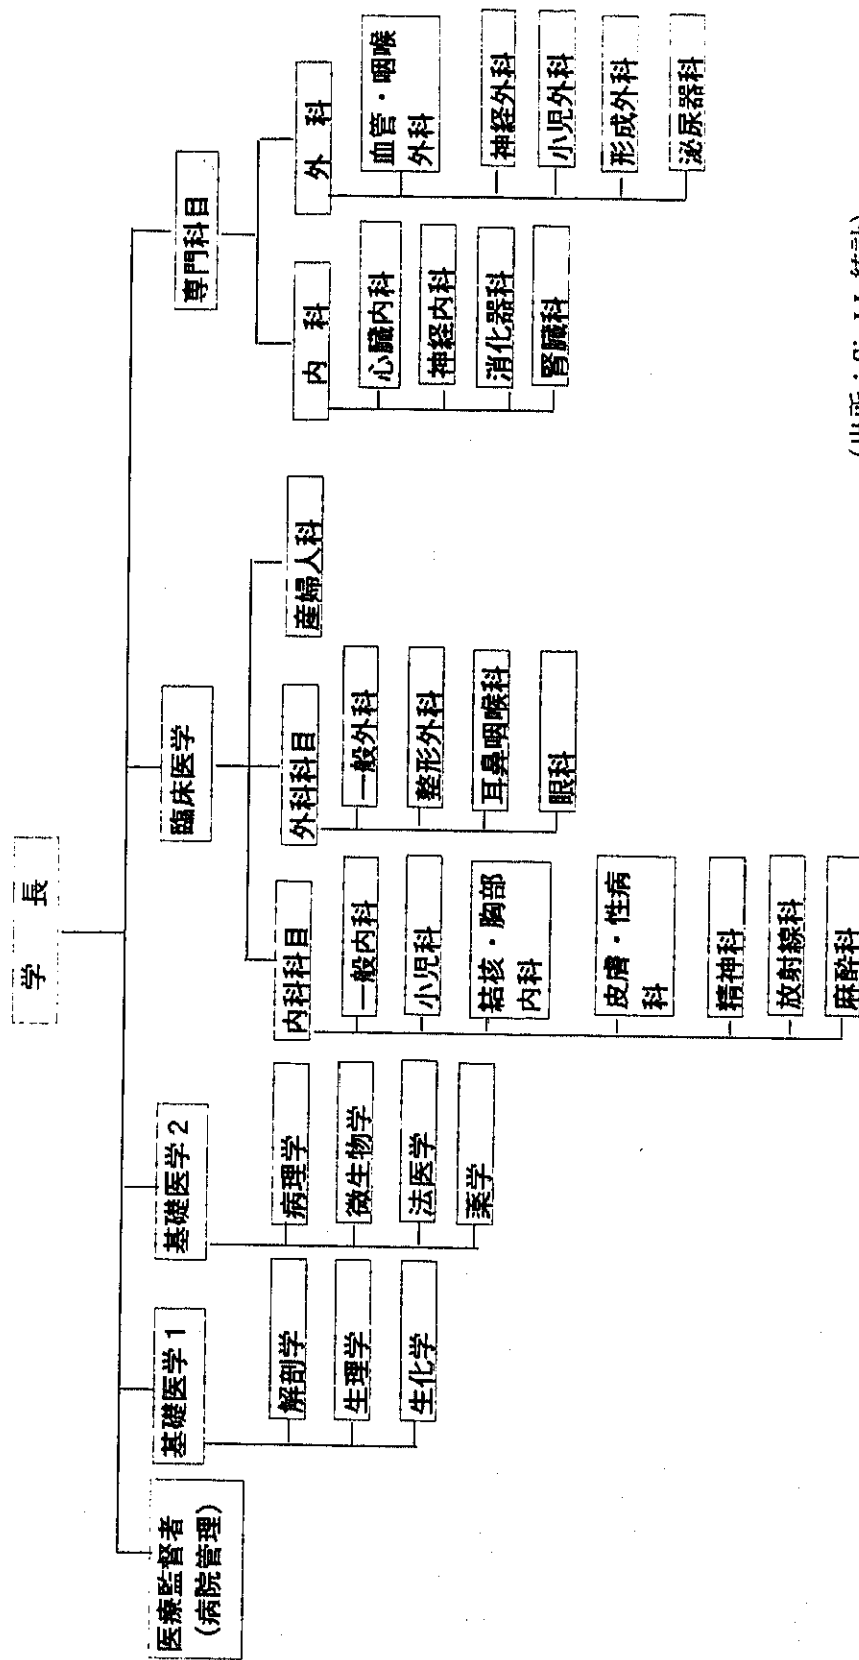 学　長
医療監督者
（病院管理）
基礎医学１
解剖学
生理学
生化学
基礎医学２
病理学
微生物学
法医学
薬学
臨床医学
内科科目
一般内科
小児科
結核・胸部
内科
皮膚・性病
科
精神科
放射線科
麻酔科
外科科目
一般外科
整形外科
耳鼻咽喉科
眼科
産婦人科
専門科目
内　科
心臓内科
神経内科
消化器科
腎臓科
外　科
血管・咽喉
外科
神経外科
小児外科
形成外科
泌尿器科